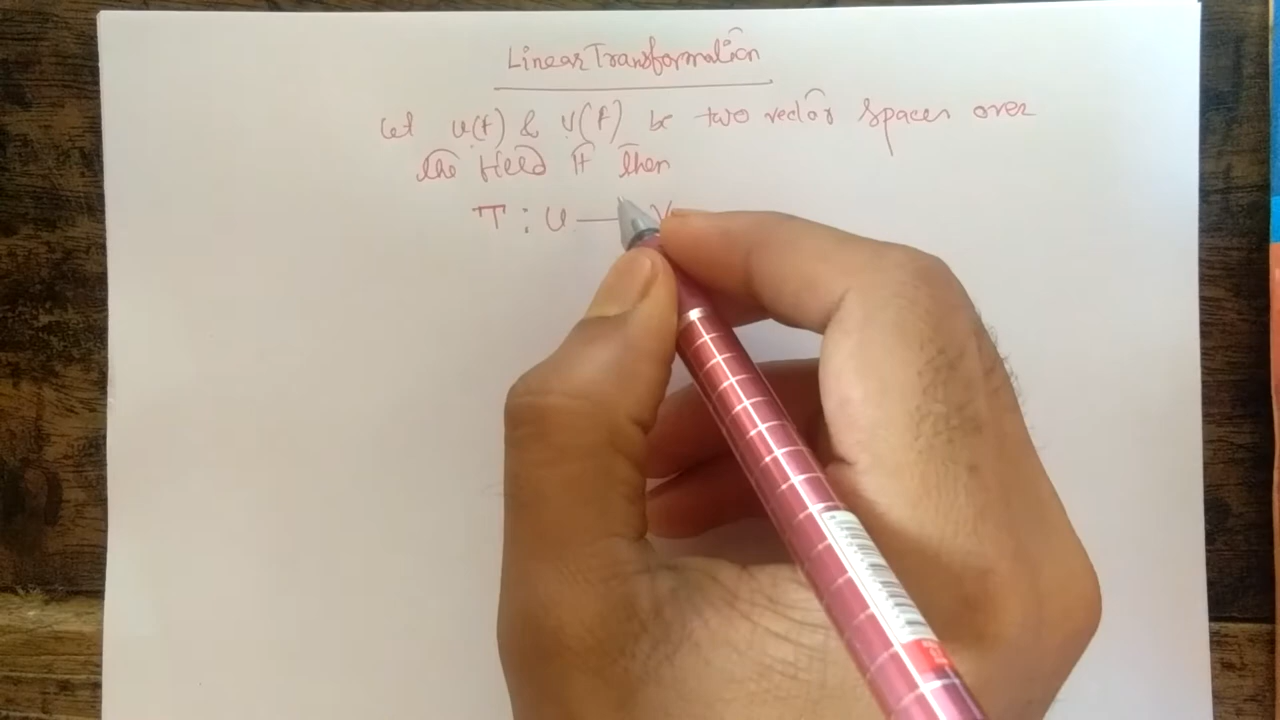 Linear Transformation
Let U(F) & V(F) be two vector spaces over
the Field F then
T : U → V